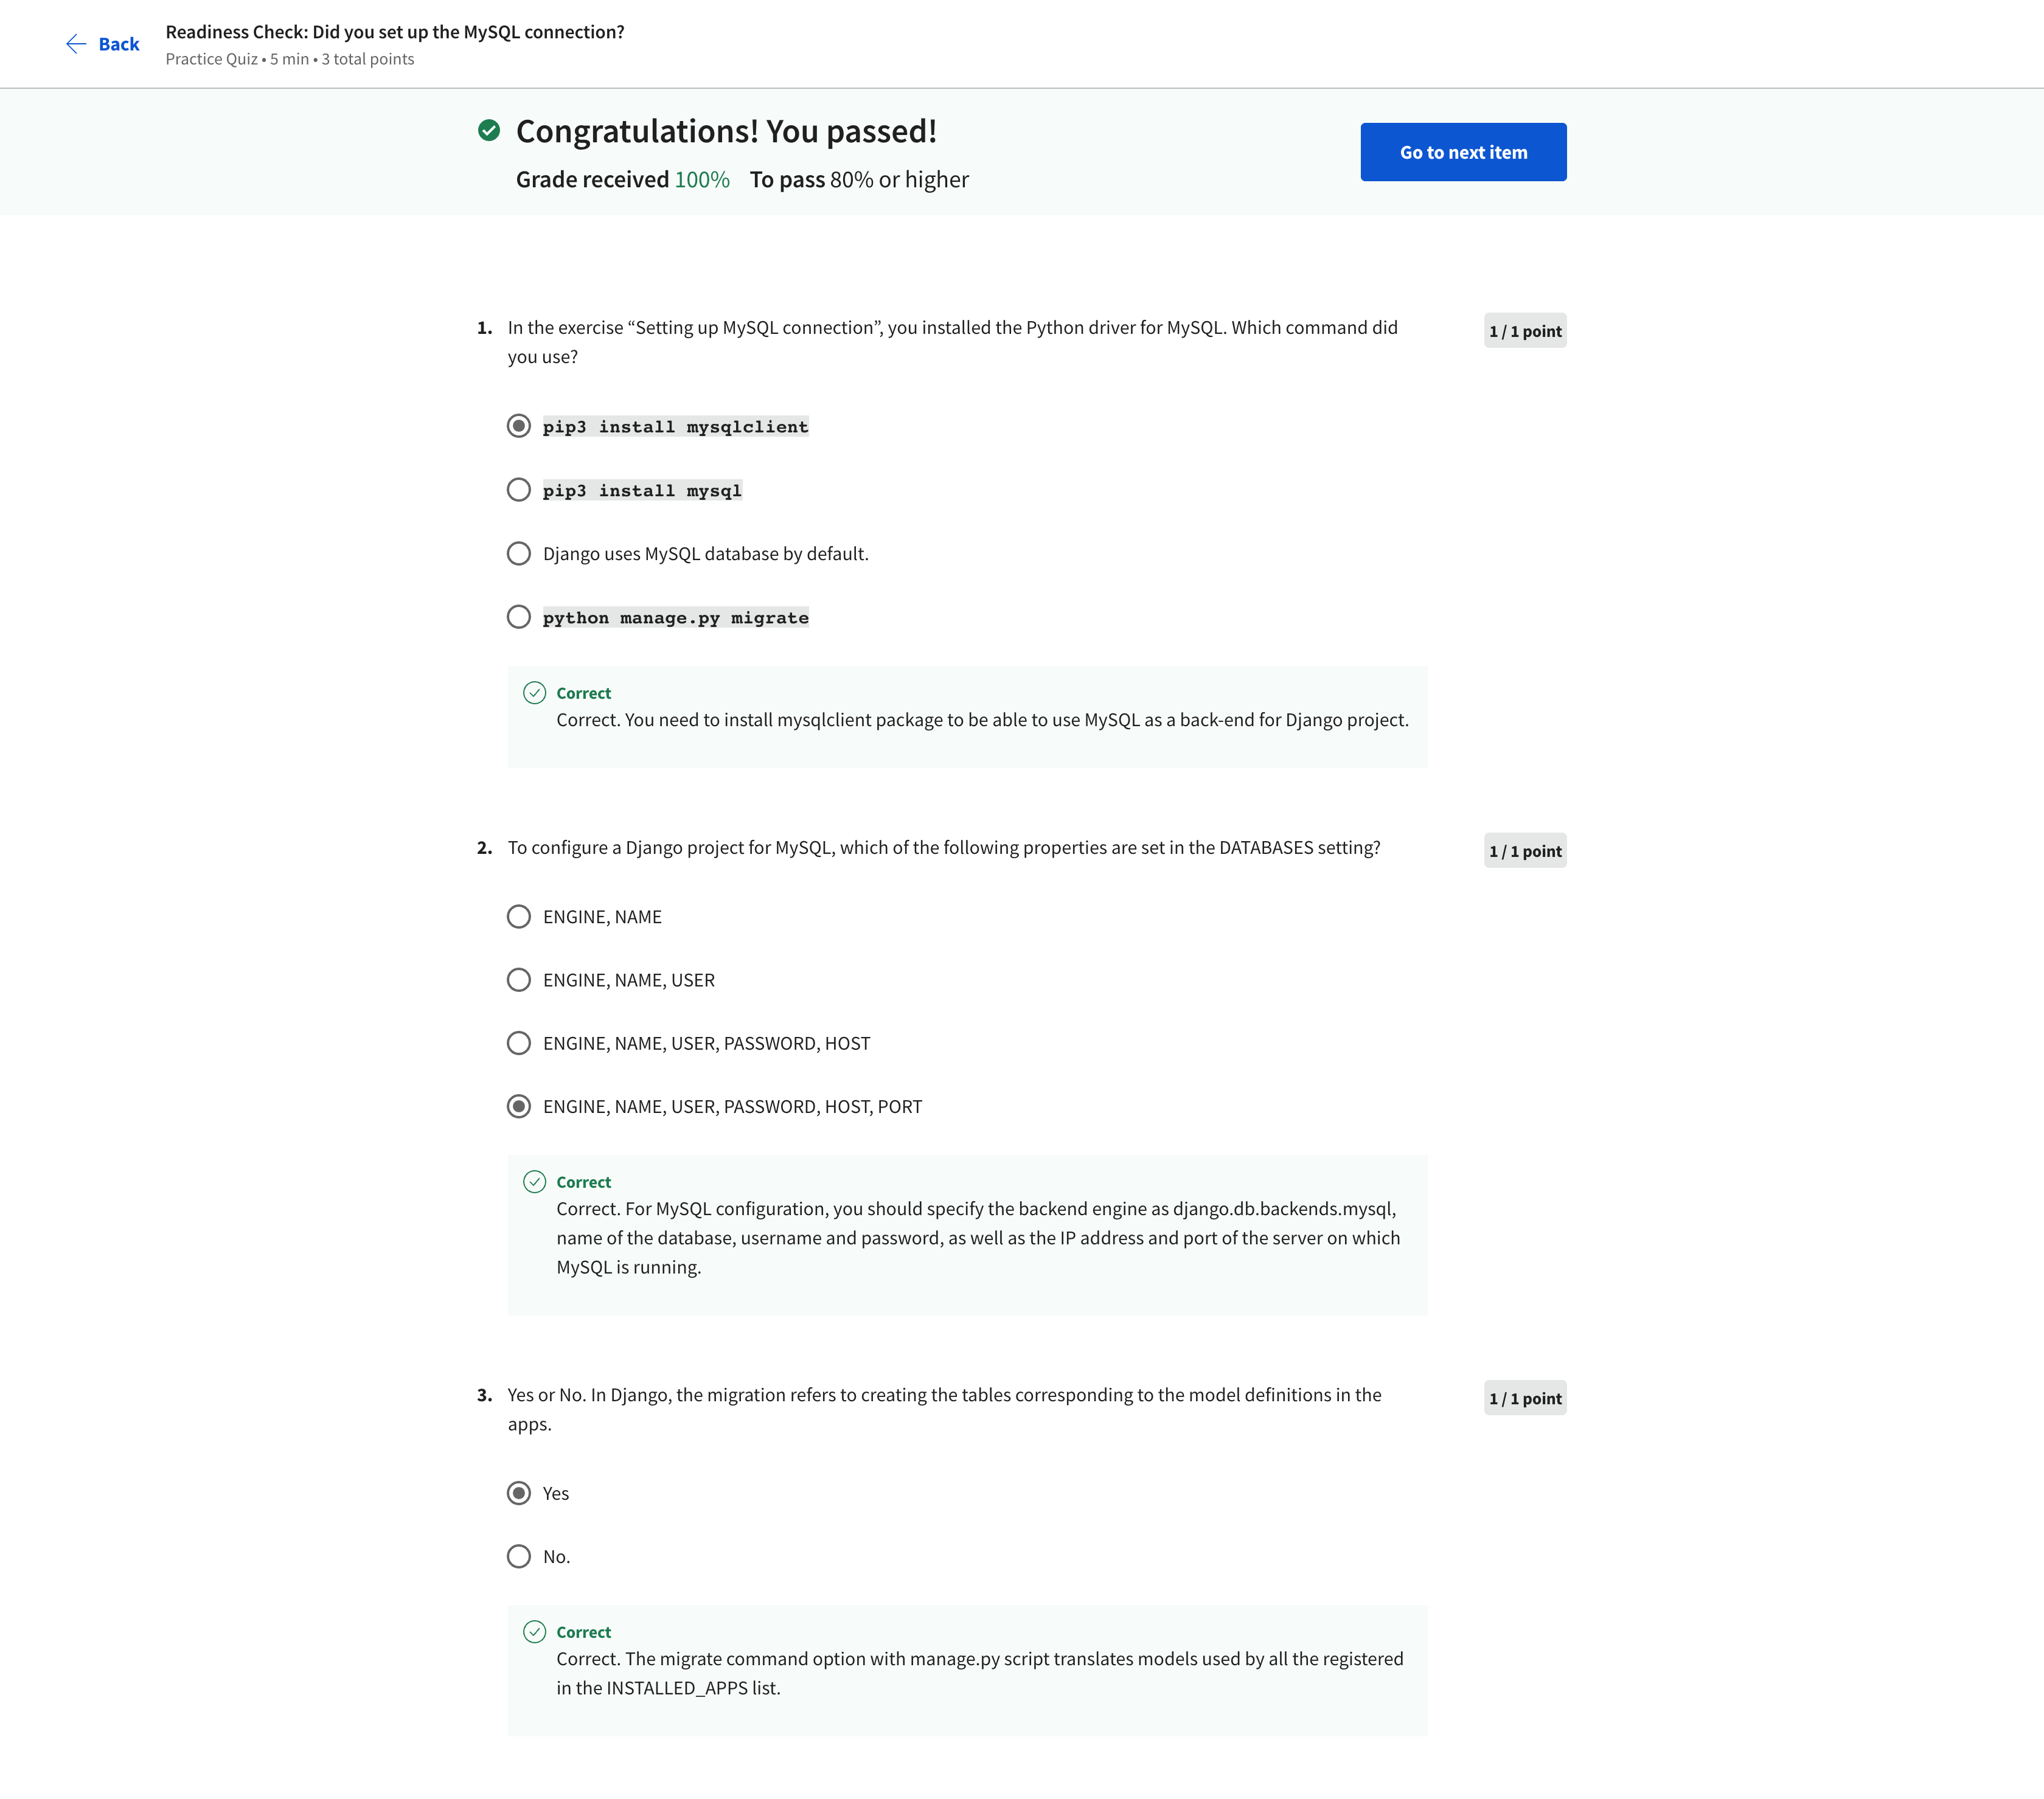 Back
Readiness Check: Did you set up the MySQL connection?
Practice Quiz • 5 min • 3 total points
Congratulations! You passed!
Grade received 100% To pass 80% or higher
Go to next item
1. In the exercise “Setting up MySQL connection”, you installed the Python driver for MySQL. Which command did
you use?
1 / 1 point
pip3 install mysqlclient
pip3 install mysql
Django uses MySQL database by default.
python manage.py migrate
Correct
Correct. You need to install mysqlclient package to be able to use MySQL as a back-end for Django project.
2. To configure a Django project for MySQL, which of the following properties are set in the DATABASES setting?
1 / 1 point
ENGINE, NAME
ENGINE, NAME, USER
ENGINE, NAME, USER, PASSWORD, HOST
ENGINE, NAME, USER, PASSWORD, HOST, PORT
Correct
Correct. For MySQL configuration, you should specify the backend engine as django.db.backends.mysql,
name of the database, username and password, as well as the IP address and port of the server on which
MySQL is running.
3. Yes or No. In Django, the migration refers to creating the tables corresponding to the model definitions in the
apps.
1 / 1 point
Yes
No.
Correct
Correct. The migrate command option with manage.py script translates models used by all the registered
in the INSTALLED_APPS list.